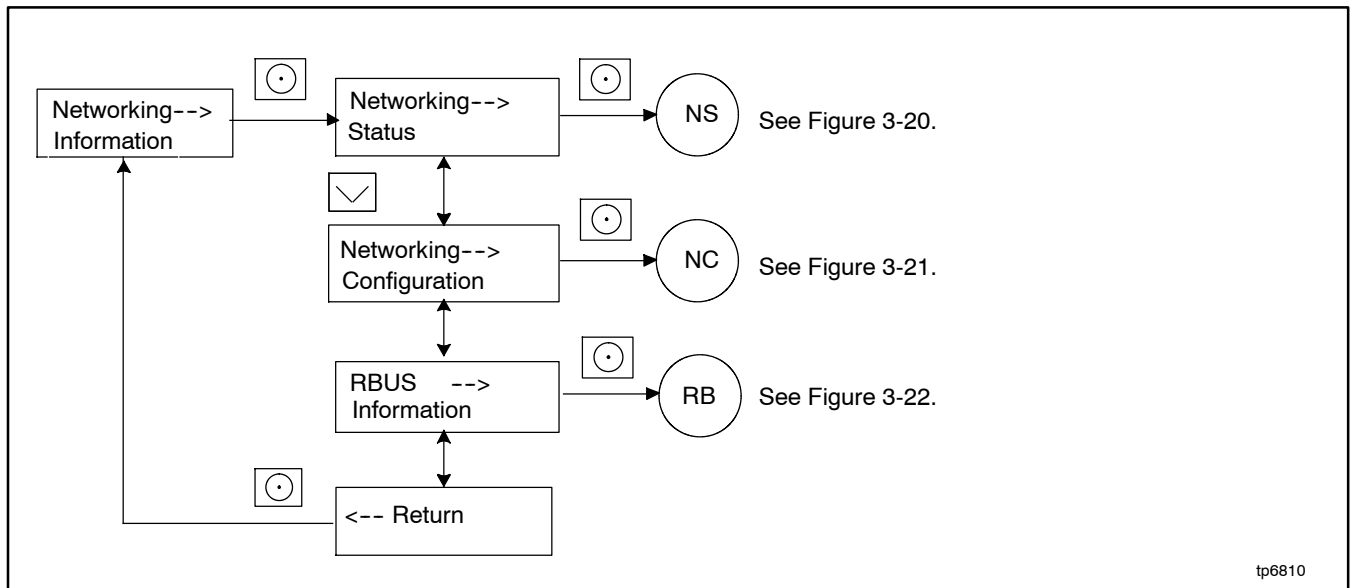 Networking-->
Information
Networking-->
Status
NS
See Figure 3-20.
Networking-->
Configuration
NC
See Figure 3-21.
RBUS -->
Information
RB
See Figure 3-22.
<-- Return
tp6810